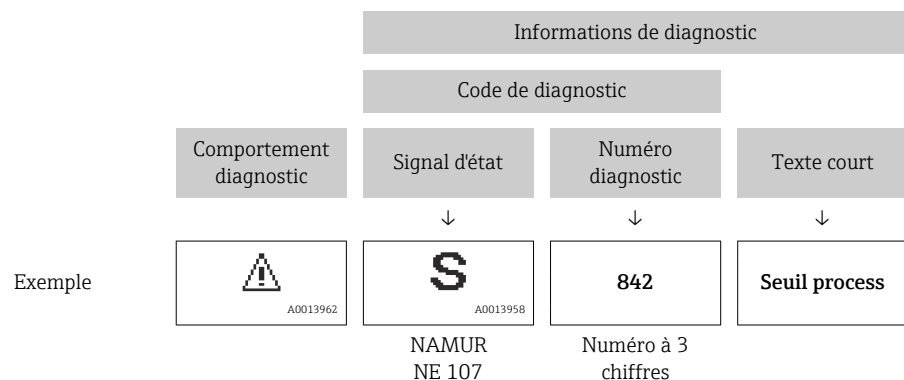 Informations de diagnostic
Code de diagnostic
Comportement
diagnostic
Signal d'état
Numéro
diagnostic
Texte court
↓ ↓ ↓
Exemple
A0013962
S
A0013958
842
Seuil process
NAMUR
NE 107
Numéro à 3
chiffres